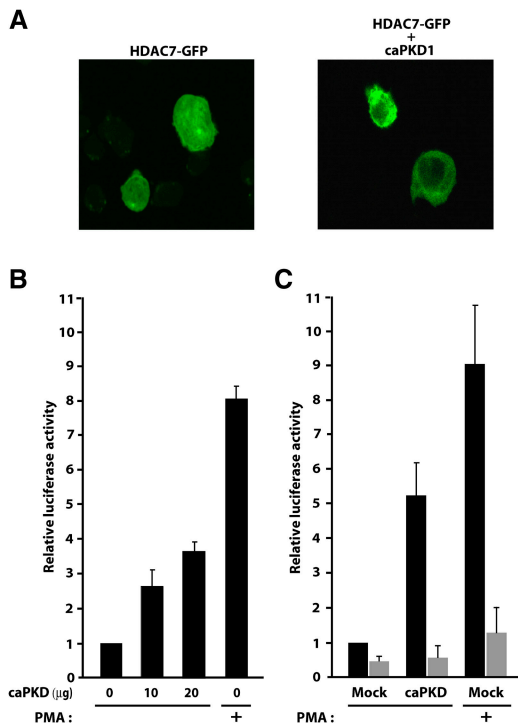 A
HDAC7-GFP
HDAC7-GFP
+
caPKD1
B
C
Relative luciferase activity
11
10
9
8
7
6
5
4
3
2
1
0
caPKD (µg)
0
10
20
0
PMA :
+
Relative luciferase activity
11
10
9
8
7
6
5
4
3
2
1
0
Mock
caPKD
Mock
PMA :
+